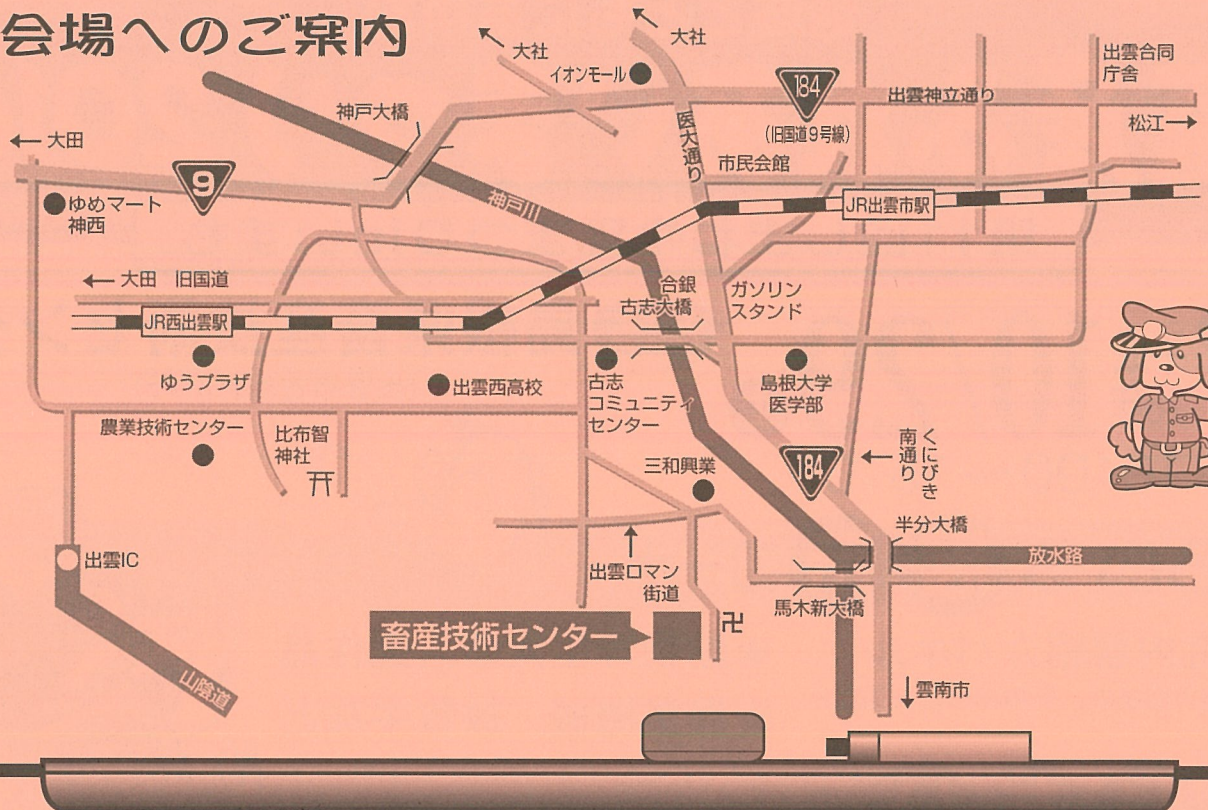 会場へのご案内
大社
大社
イオンモール
184
(旧国道9号線)
出雲神立通り
出雲合同
庁舎
松江
神戸大橋
医大通り
市民会館
大田
9
ゆめマート
神西
神戸川
JR出雲市駅
大田 旧国道
合銀
古志大橋
ガソリン
スタンド
JR西出雲駅
ゆうプラザ
出雲西高校
古志
コミュニティ
センター
島根大学
医学部
農業技術センター
比布智
神社
三和興業
184
くにびき
南通り
半分大橋
放水路
出雲IC
出雲ロマン
街道
馬木新大橋
畜産技術センター
卍
山陰道
雲南市